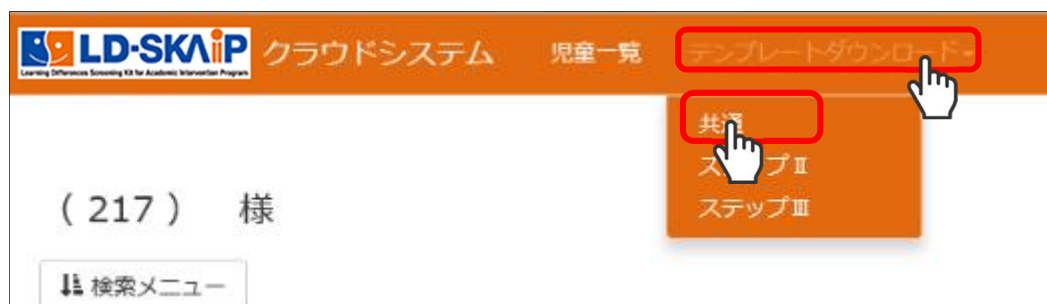 LD-SKAiP クラウドシステム 児童一覧 テンプレートダウンロード
Learning Differences Screening Kit for Academic Intervention Program
共通
ステップⅡ
ステップⅢ
(217) 様
検索メニュー